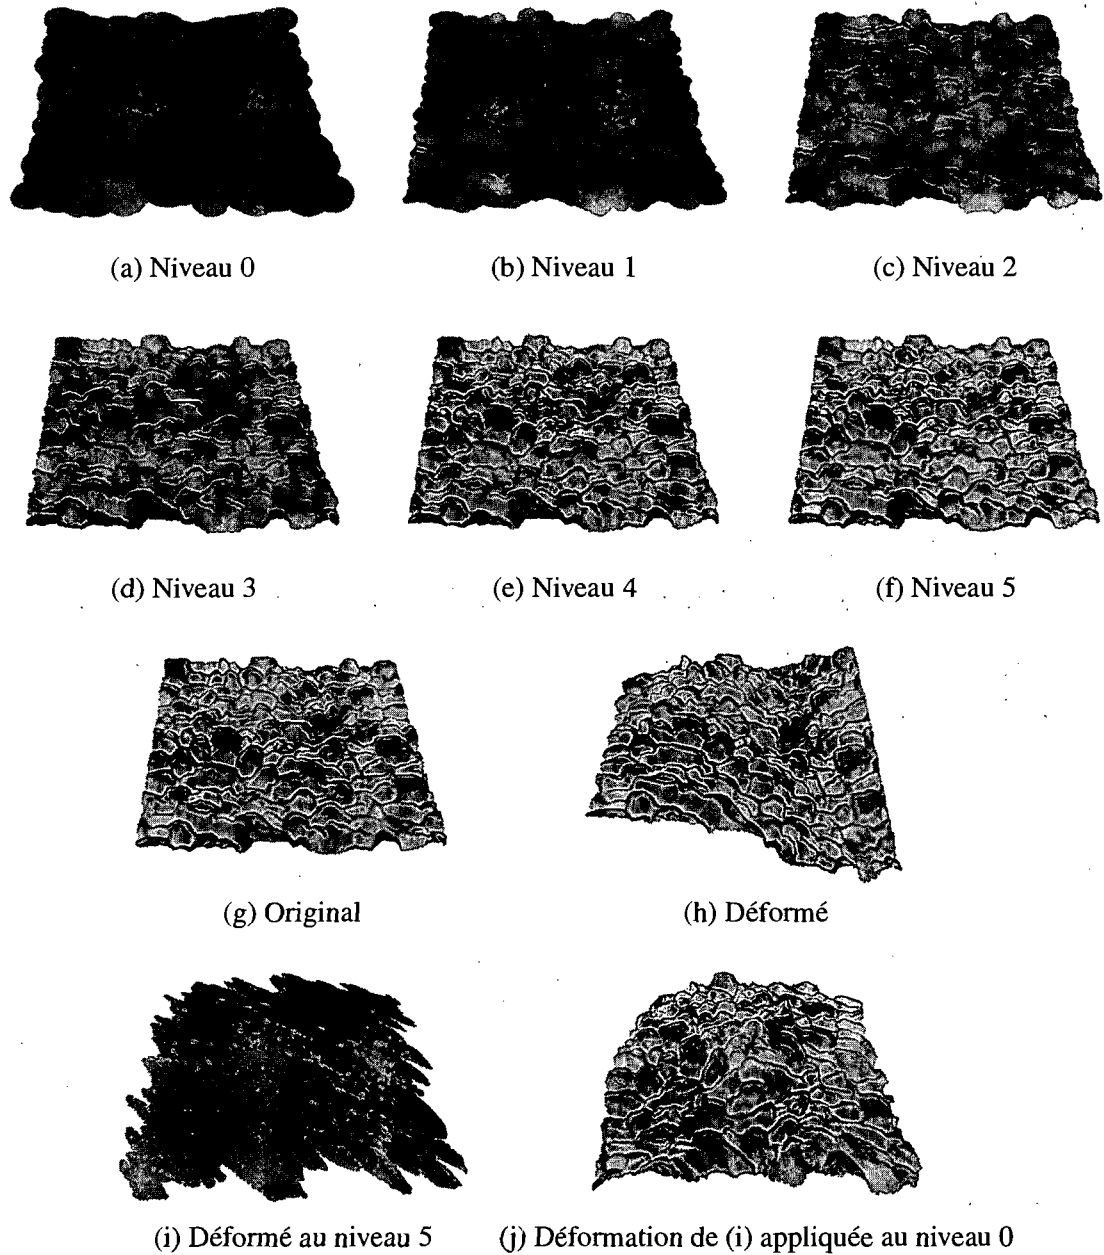 (a) Niveau 0
(b) Niveau 1
(c) Niveau 2
(d) Niveau 3
(e) Niveau 4
(f) Niveau 5
(g) Original
(h) Déformé
(i) Déformé au niveau 5
(j) Déformation de (i) appliquée au niveau 0